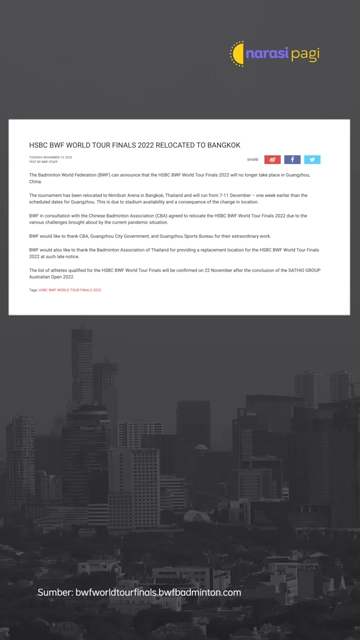 narasi pagi
HSBC BWF WORLD TOUR FINALS 2022 RELOCATED TO BANGKOK
TUESDAY, NOVEMBER 15, 2022
TEXT BY BWF STAFF
SHARE:
The Badminton World Federation (BWF) can announce that the HSBC BWF World Tour Finals 2022 will no longer take place in Guangzhou,
China.
The tournament has been relocated to Nimibutr Arena in Bangkok, Thailand and will run from 7-11 December – one week earlier than the
scheduled dates for Guangzhou. This is due to stadium availability and a consequence of the change in location.
BWF in consultation with the Chinese Badminton Association (CBA) agreed to relocate the HSBC BWF World Tour Finals 2022 due to the
various challenges brought about by the current pandemic situation.
BWF would like to thank CBA, Guangzhou City Government, and Guangzhou Sports Bureau for their extraordinary work.
BWF would also like to thank the Badminton Association of Thailand for providing a replacement location for the HSBC BWF World Tour Finals
2022 at such late notice.
The list of athletes qualified for the HSBC BWF World Tour Finals will be confirmed on 22 November after the conclusion of the SATHIO GROUP
Australian Open 2022.
Tags: HSBC BWF WORLD TOUR FINALS 2022
Sumber: bwfworldtourfinals.bwfbadminton.com